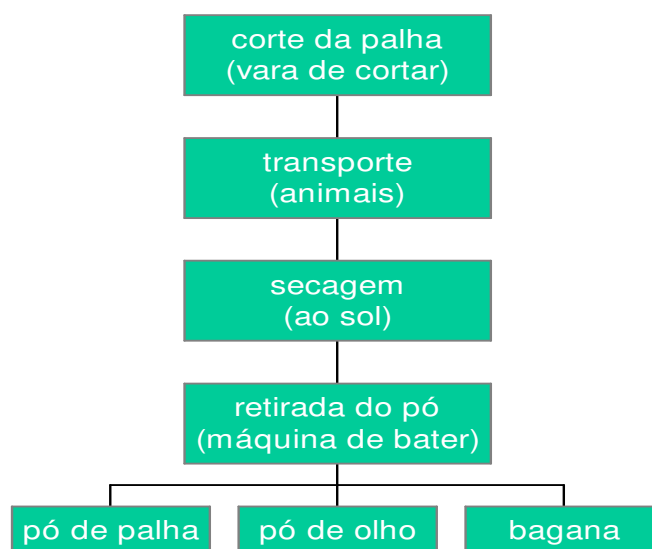 corte da palha
(vara de cortar)
transporte
(animais)
secagem
(ao sol)
retirada do pó
(máquina de bater)
pó de palha
pó de olho
bagana